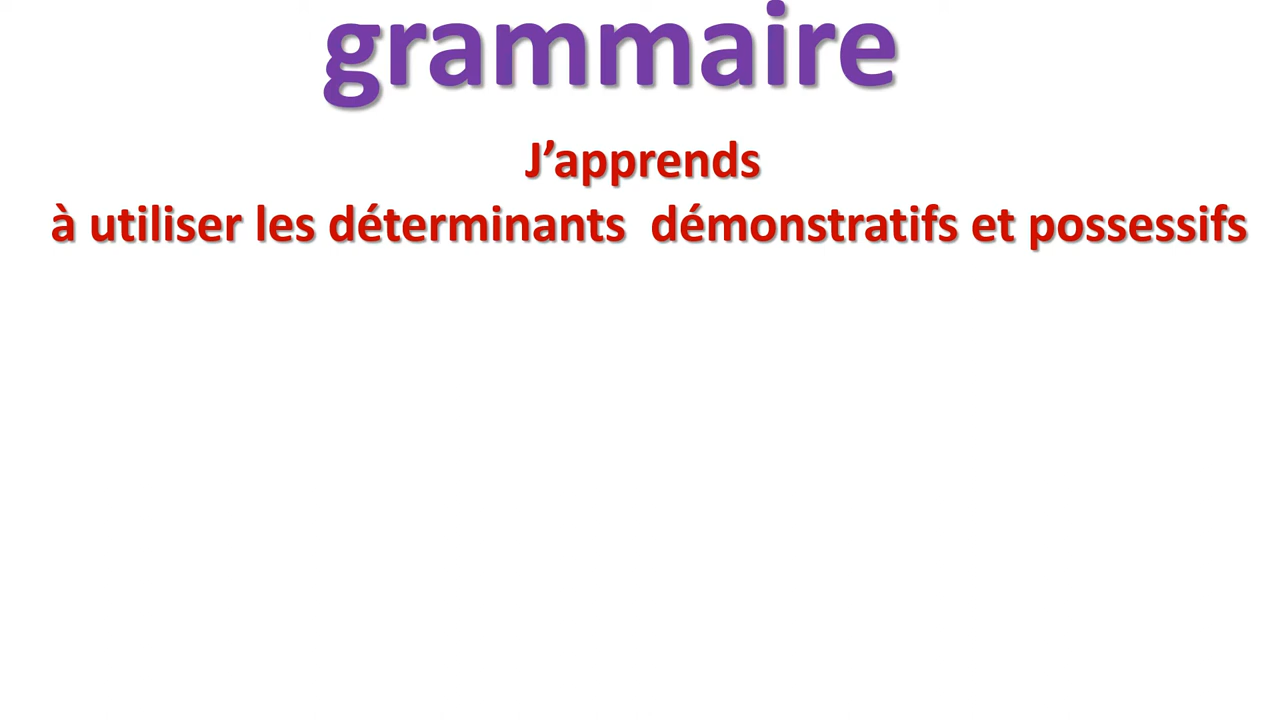 grammaire
J’apprends
à utiliser les déterminants démonstratifs et possessifs